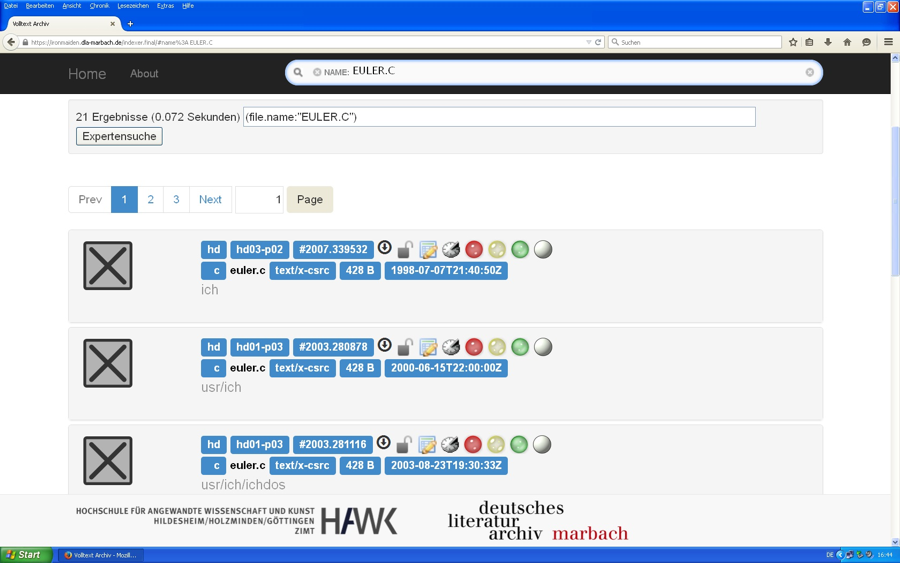 Datei Bearbeiten Ansicht Chronik Lesezeichen Extras Hilfe
Volltext Archiv
https://ironmaiden.dla-marbach.de/indexer/final/#name%3A EULER.C
Suchen
Home About NAME: EULER.C
21 Ergebnisse (0.072 Sekunden) (file.name:"EULER.C")
Expertensuche
Prev 1 2 3 Next 1 Page
hd hd03-p02 #2007.339532
c euler.c text/x-csrc 428 B 1998-07-07T21:40:50Z
ich
hd hd01-p03 #2003.280878
c euler.c text/x-csrc 428 B 2000-06-15T22:00:00Z
usr/ich
hd hd01-p03 #2003.281116
c euler.c text/x-csrc 428 B 2003-08-23T19:30:33Z
usr/ich/ichdos
HOCHSCHULE FÜR ANGEWANDTE WISSENSCHAFT UND KUNST
HILDESHEIM/HOLZMINDEN/GÖTTINGEN
ZIMT
HAWK
deutsches
literatur
archiv marbach
Start Volltext Archiv - Mozil... DE 16:44